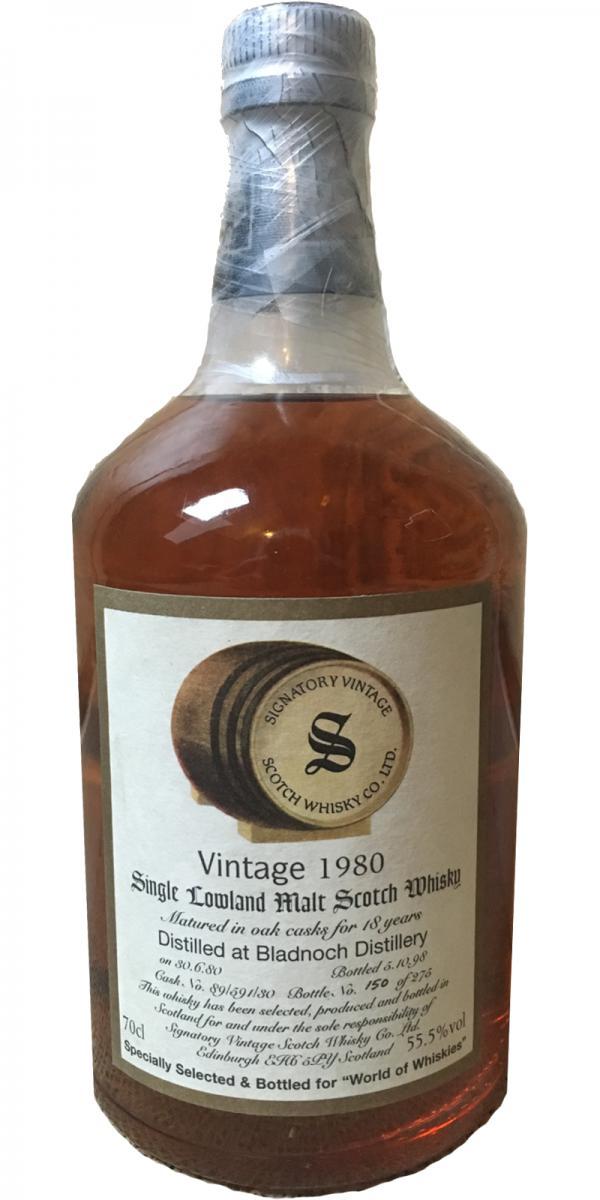 SIGNATORY VINTAGE
S
SCOTCH WHISKY CO. LTD.
Vintage 1980
Single Lowland Malt Scotch Whisky
Matured in oak casks for 18 years
Distilled at Bladnoch Distillery
on 30.6.80 Bottled 5.10.98
Cask No. 89/591/30 Bottle No. 150 of 275
This whisky has been selected, produced and bottled in
Scotland for and under the sole responsibility of
Signatory Vintage Scotch Whisky Co. Ltd.
Edinburgh EH6 5PY Scotland
70cl 55.5%vol
Specially Selected & Bottled for "World of Whiskies"